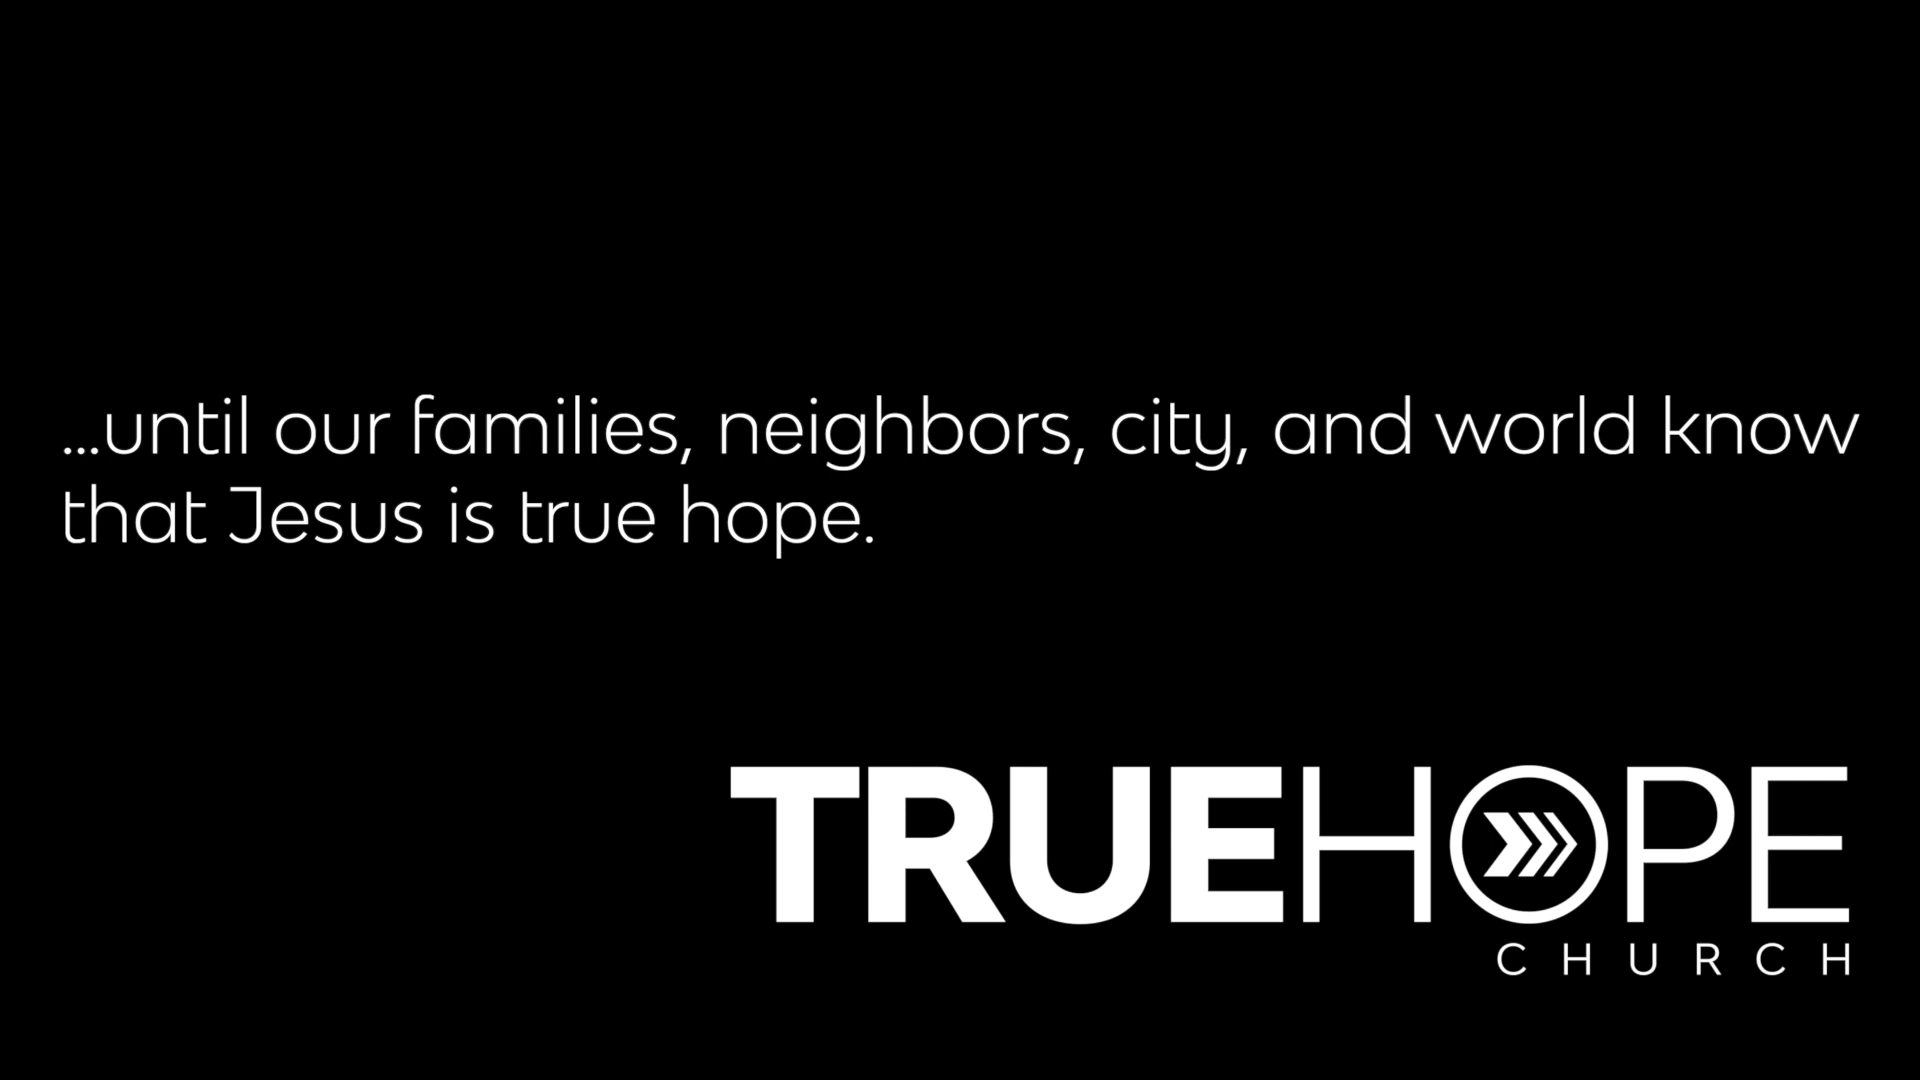 ...until our families, neighbors, city, and world know
that Jesus is true hope.
TRUEHOPE
CHURCH